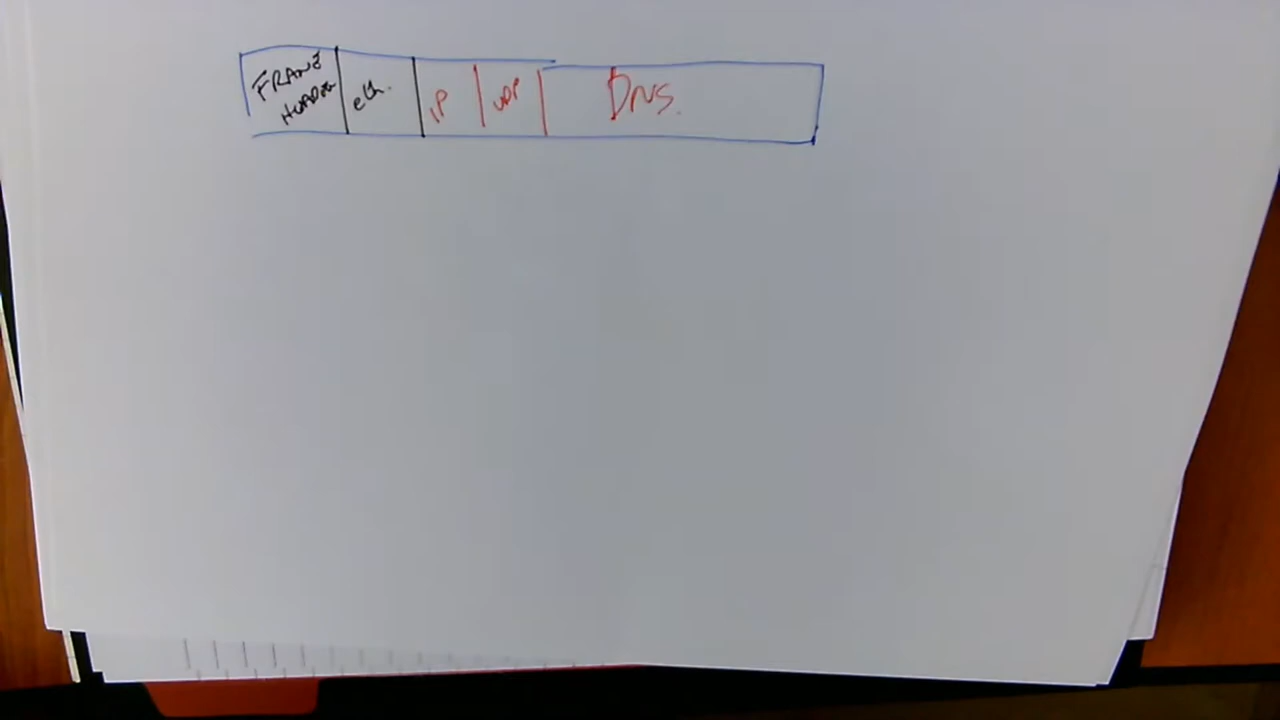 FRAME
HEADER
eth.
IP
UDP
DNS.